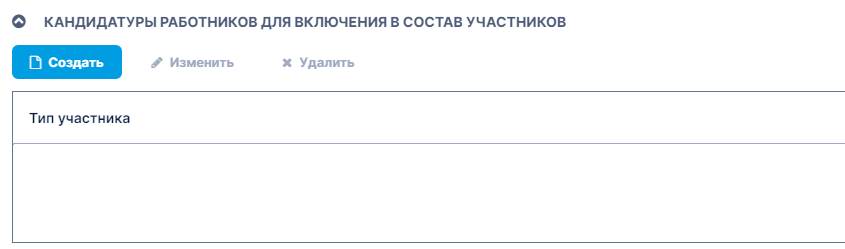 КАНДИДАТУРЫ РАБОТНИКОВ ДЛЯ ВКЛЮЧЕНИЯ В СОСТАВ УЧАСТНИКОВ
Создать Изменить Удалить
Тип участника